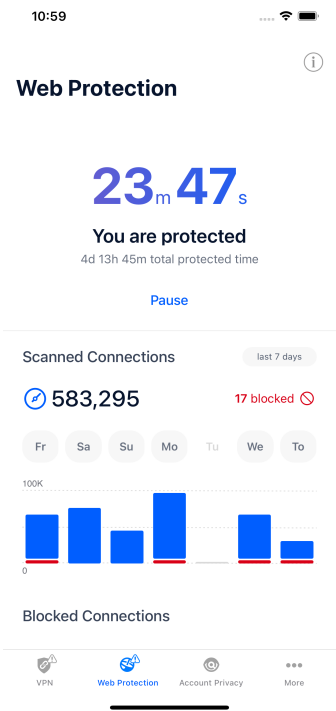 10:59
Web Protection
23m 47s
You are protected
4d 13h 45m total protected time
Pause
Scanned Connections
last 7 days
583,295
17 blocked
Fr Sa Su Mo Tu We To
100K
0
Blocked Connections
VPN Web Protection Account Privacy More